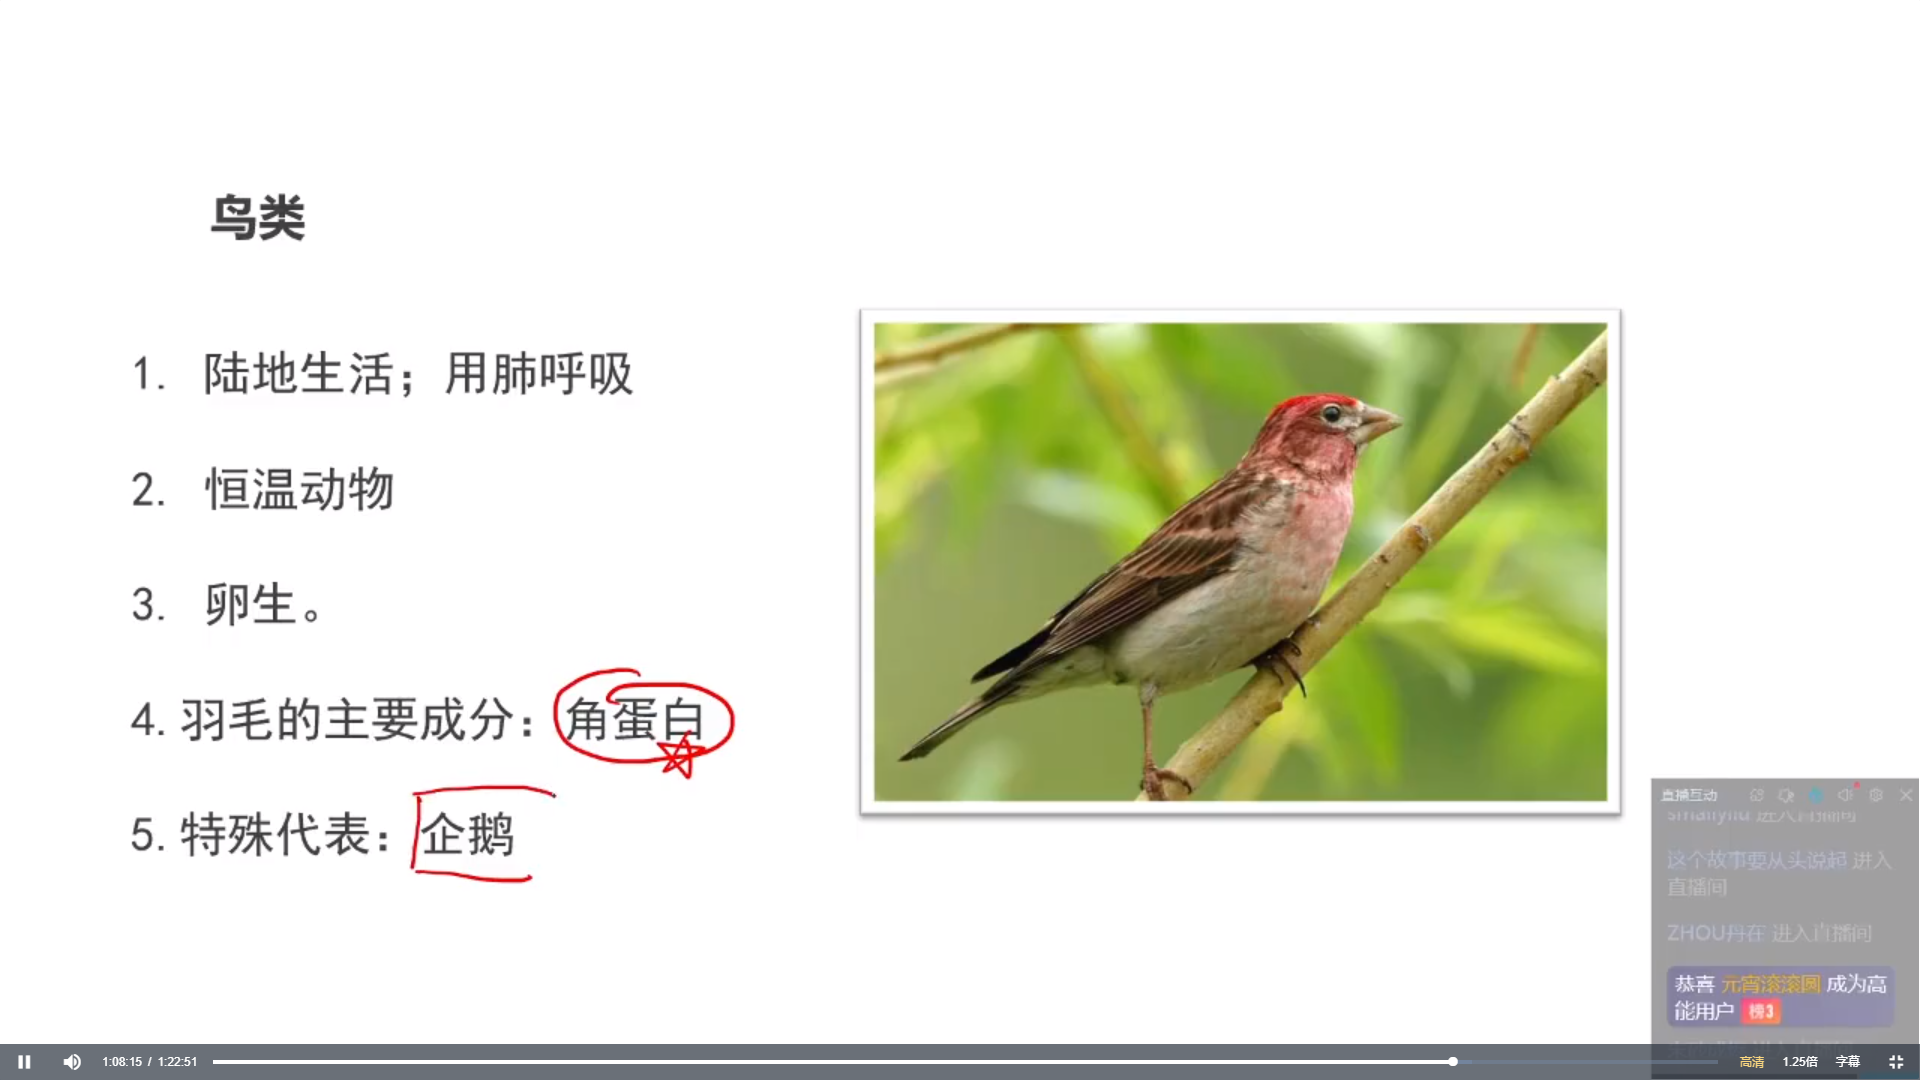 鸟类
1. 陆地生活；用肺呼吸
2. 恒温动物
3. 卵生。
4. 羽毛的主要成分：角蛋白
5. 特殊代表：企鹅
直播互动
进入直播间
这个故事要从头说起 进入
直播间
ZHOU丹在 进入直播间
恭喜 元宵滚滚圆 成为高
能用户 榜3
1:08:15 / 1:22:51
高清 1.25倍 字幕